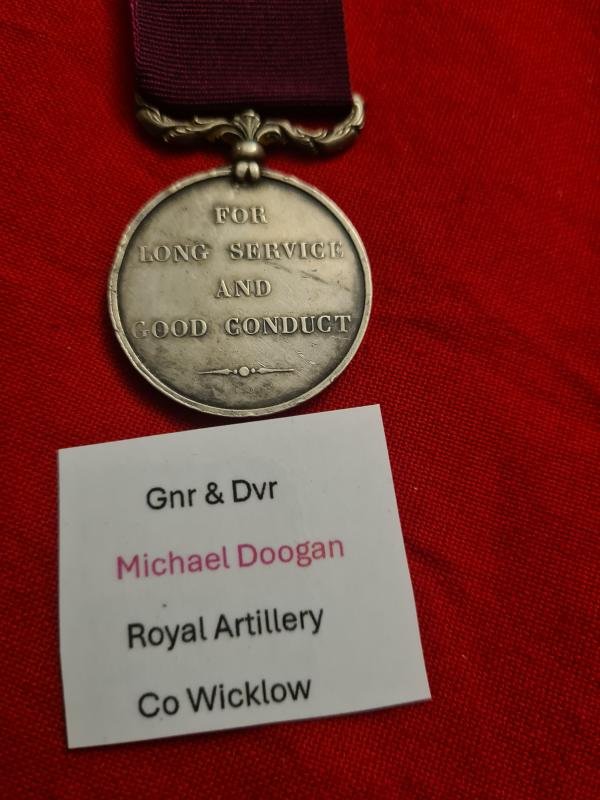 FOR
LONG SERVICE
AND
GOOD CONDUCT
Gnr & Dvr
Michael Doogan
Royal Artillery
Co Wicklow